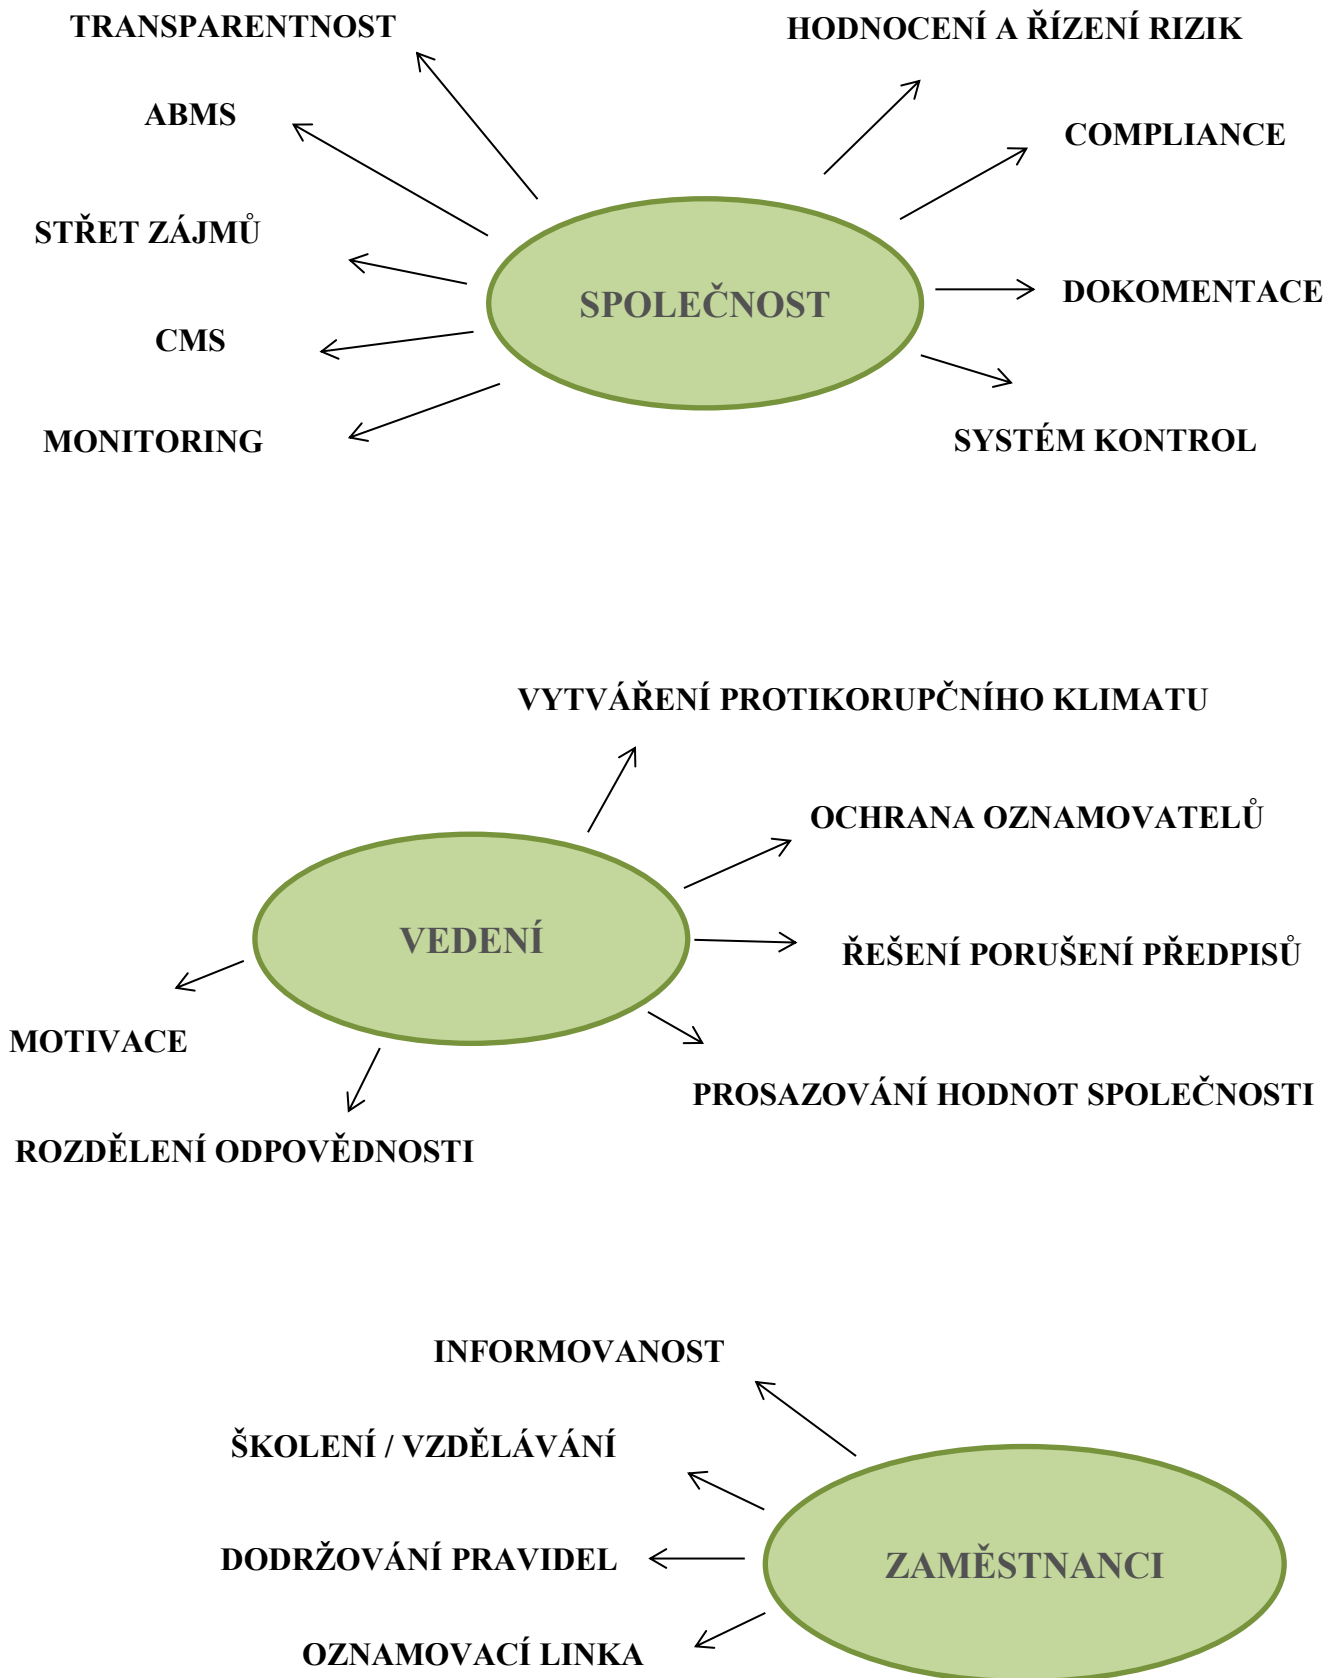 TRANSPARENTNOST
HODNOCENÍ A ŘÍZENÍ RIZIK
ABMS
COMPLIANCE
STŘET ZÁJMŮ
SPOLEČNOST
DOKOMENTACE
CMS
MONITORING
SYSTÉM KONTROL
VYTVÁŘENÍ PROTIKORUPČNÍHO KLIMATU
OCHRANA OZNAMOVATELŮ
VEDENÍ
ŘEŠENÍ PORUŠENÍ PŘEDPISŮ
MOTIVACE
PROSAZOVÁNÍ HODNOT SPOLEČNOSTI
ROZDĚLENÍ ODPOVĚDNOSTI
INFORMOVANOST
ŠKOLENÍ / VZDĚLÁVÁNÍ
DODRŽOVÁNÍ PRAVIDEL
ZAMĚSTNANCI
OZNAMOVACÍ LINKA